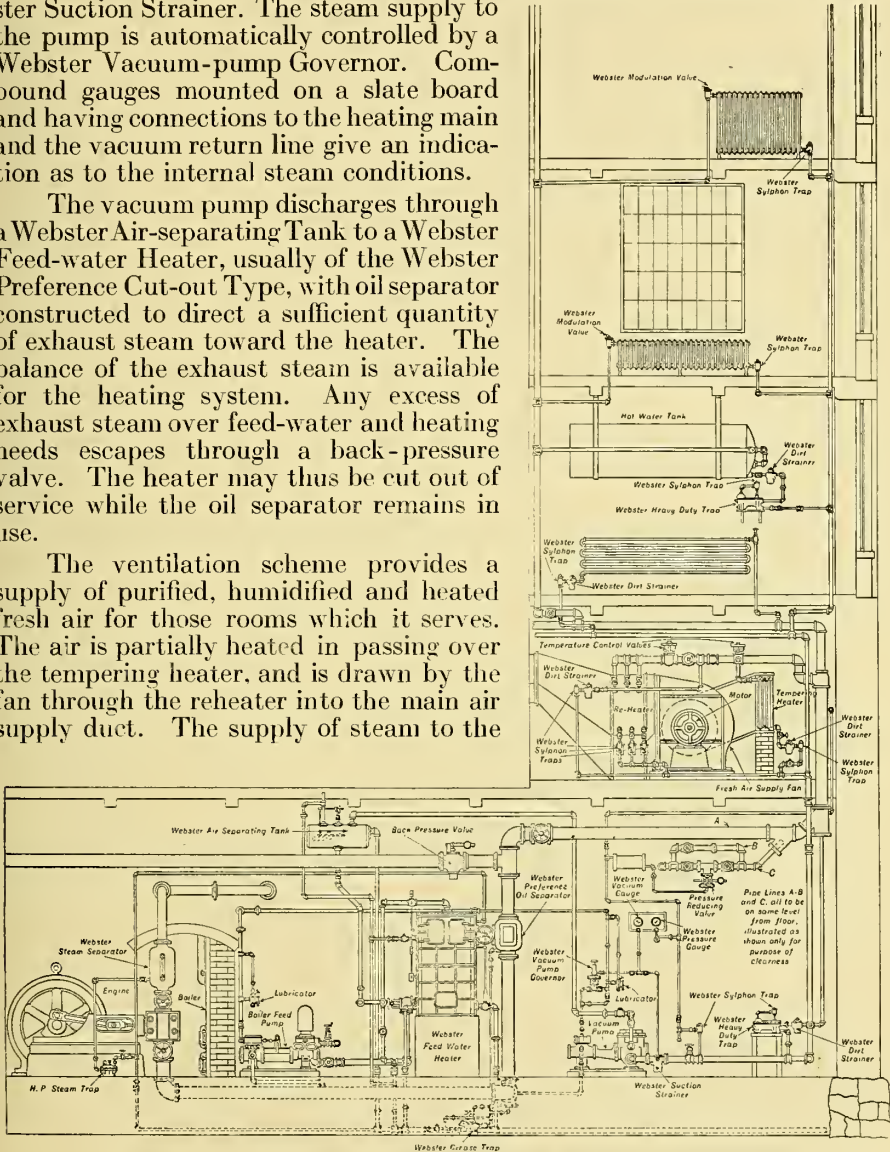 ster Suction Strainer. The steam supply to
the pump is automatically controlled by a
Webster Vacuum-pump Governor. Com-
pound gauges mounted on a slate board
and having connections to the heating main
and the vacuum return line give an indica-
tion as to the internal steam conditions.
The vacuum pump discharges through
a Webster Air-separating Tank to a Webster
Feed-water Heater, usually of the Webster
Preference Cut-out Type, with oil separator
constructed to direct a sufficient quantity
of exhaust steam toward the heater. The
balance of the exhaust steam is available
for the heating system. Any excess of
exhaust steam over feed-water and heating
needs escapes through a back-pressure
valve. The heater may thus be cut out of
service while the oil separator remains in
use.
The ventilation scheme provides a
supply of purified, humidified and heated
fresh air for those rooms which it serves.
The air is partially heated in passing over
the tempering heater, and is drawn by the
fan through the reheater into the main air
supply duct. The supply of steam to the
Webster Modulation Valve
Webster
Sylphon Trap
Webster
Modulation
Valve
Webster
Sylphon Trap
Hot Water Tank
Webster
Dirt
Strainer
Webster Sylphon Trap
Webster Heavy Duty Trap
Webster
Sylphon
Trap
Webster Dirt Strainer
Temperature Control Valves
Webster
Dirt Strainer
Re-Heater
Motor
Tempering
Heater
Webster
Sylphon
Traps
Webster
Dirt
Strainer
Webster
Sylphon
Trap
Fresh Air Supply Fan
Webster Air Separating Tank
Back Pressure Valve
A
C
Webster
Preference
Oil Separator
Webster
Vacuum
Gauge
Pressure
Reducing
Valve
Pipe Lines A-B
and C, all to be
on same level
from floor,
illustrated as
shown only for
purpose of
clearness
Webster
Pressure
Gauge
Webster
Steam Separator
Engine
Boiler
Lubricator
Boiler Feed
Pump
Webster
Feed Water
Heater
Webster
Vacuum
Pump
Governor
Lubricator
Vacuum
Pump
Webster Sylphon Trap
Webster
Heavy
Duty
Trap
Webster
Dirt
Strainer
H.P Steam Trap
Webster Suction
Strainer
Webster Grease Trap